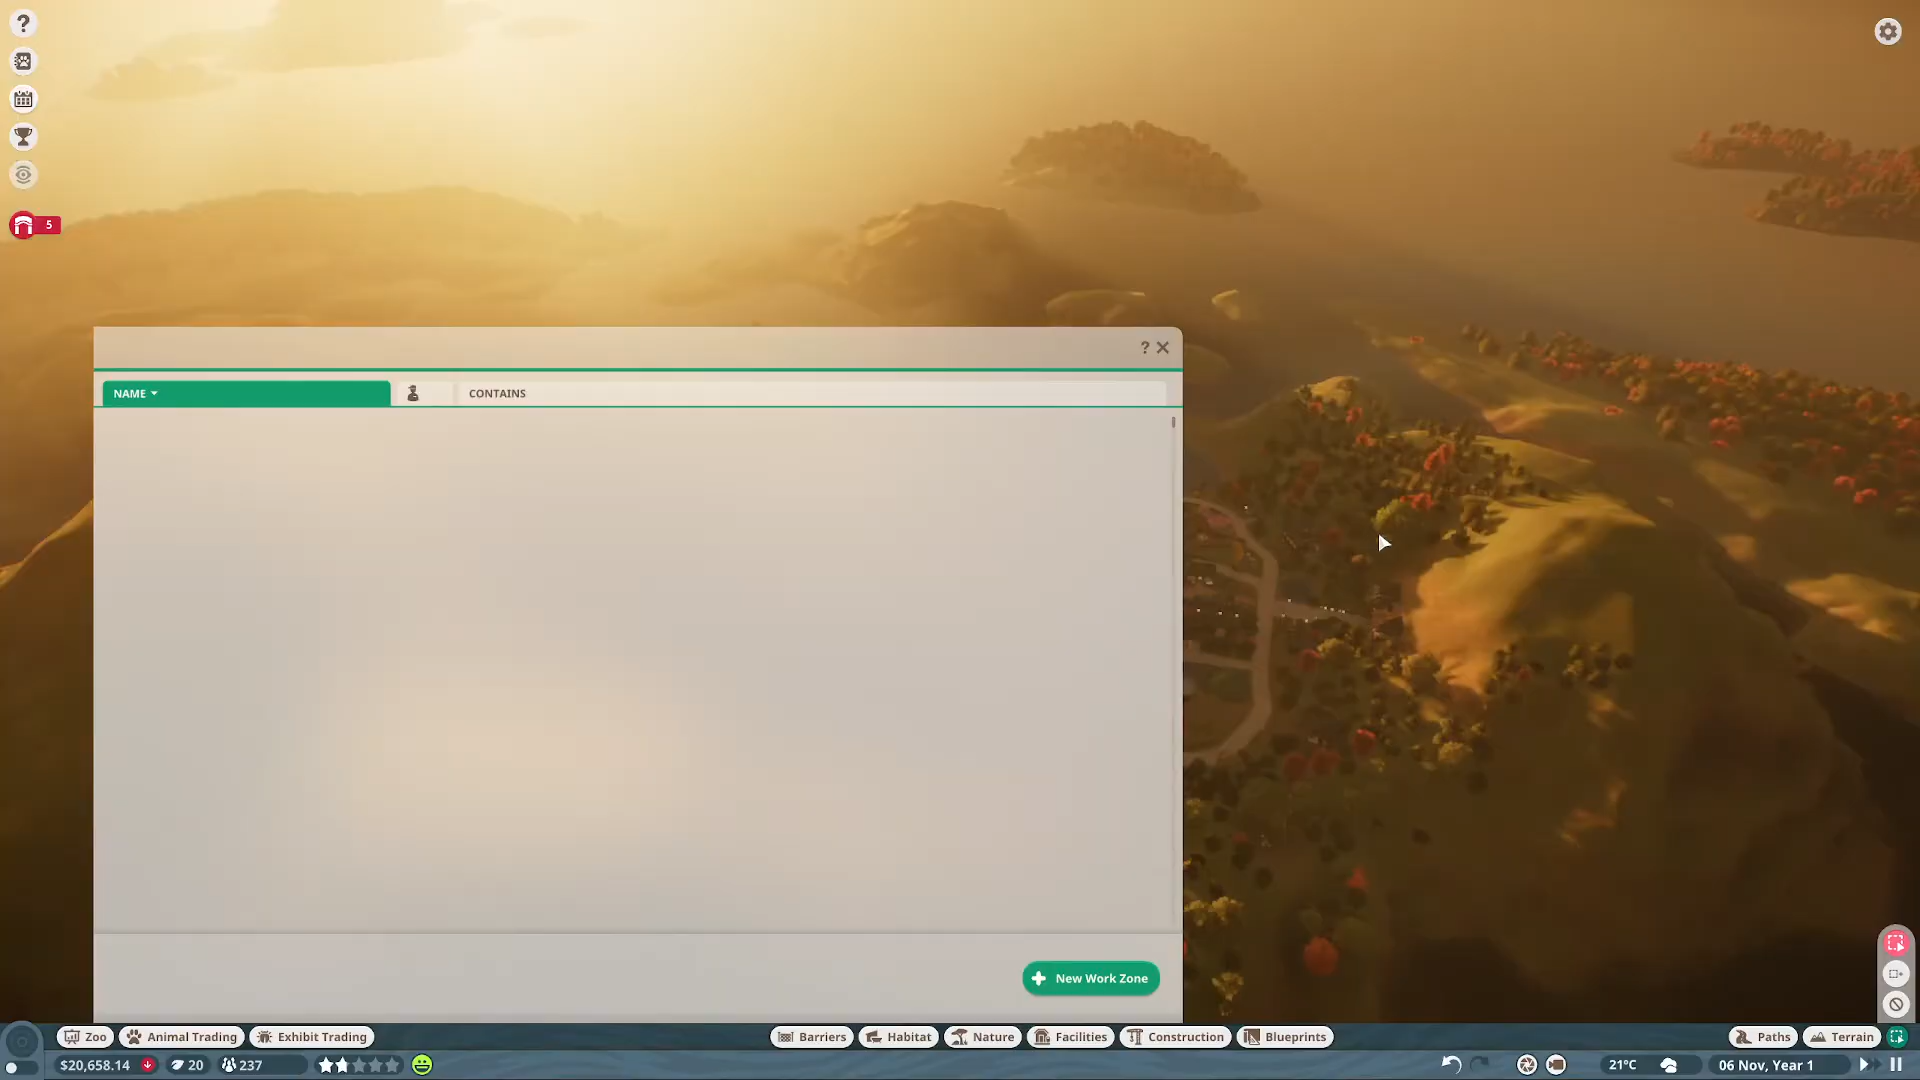 ?
5
? ✕
NAME CONTAINS
+ New Work Zone
Zoo Animal Trading Exhibit Trading Barriers Habitat Nature Facilities Construction Blueprints Paths Terrain
$20,658.14 20 237 21°C 06 Nov, Year 1